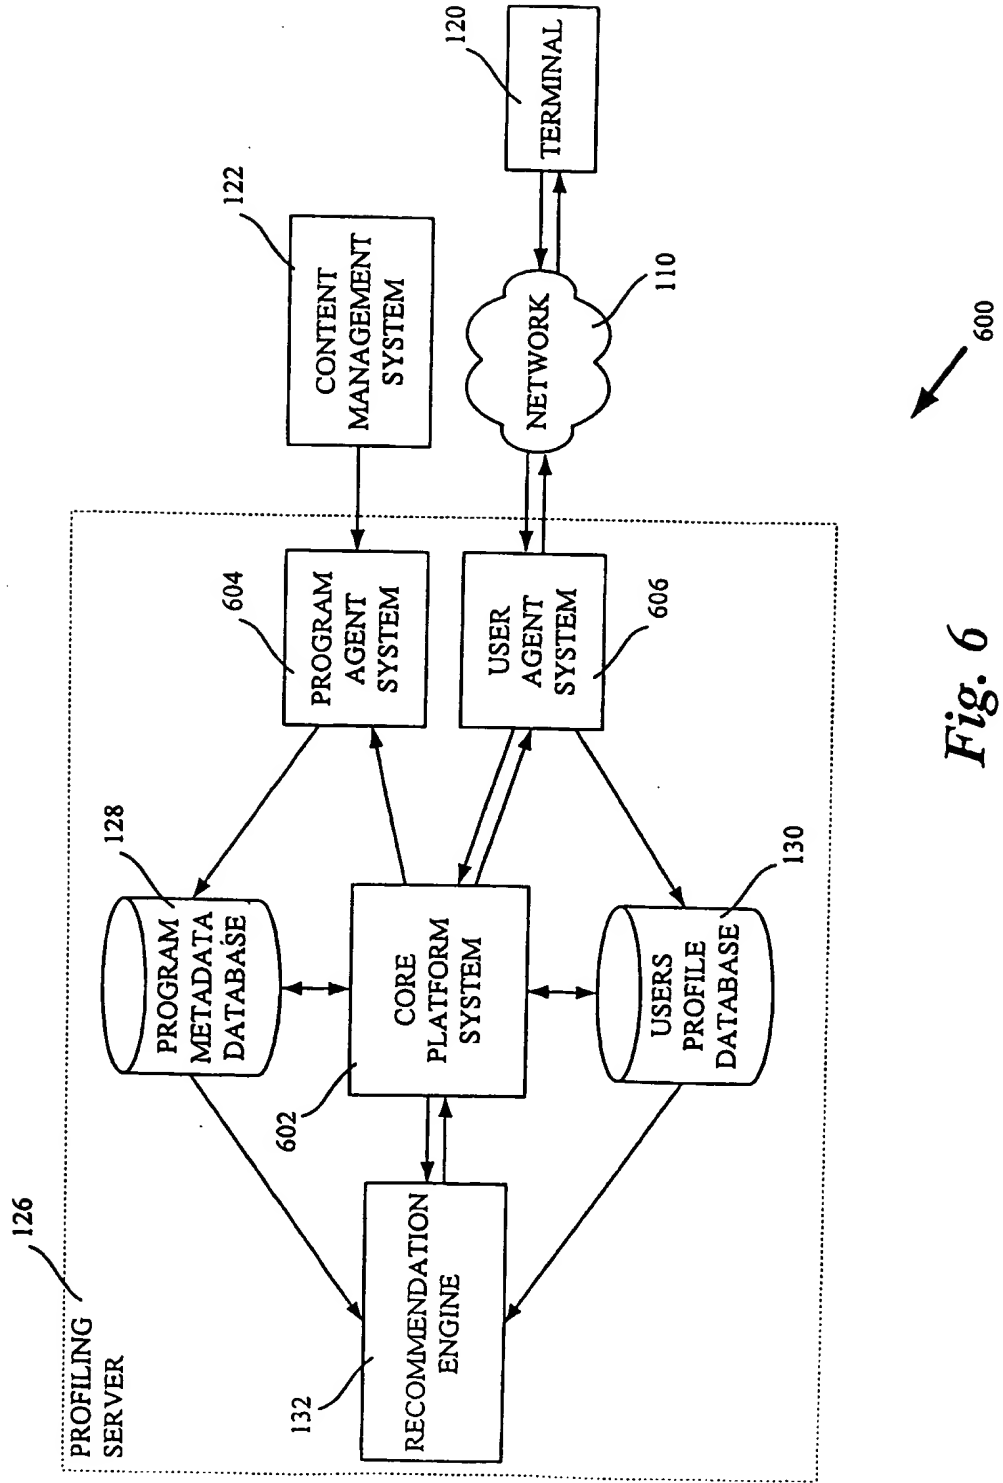 PROFILING
SERVER
126
RECOMMENDATION
ENGINE
132
PROGRAM
METADATA
DATABASE
128
CORE
PLATFORM
SYSTEM
602
USERS
PROFILE
DATABASE
130
PROGRAM
AGENT
SYSTEM
604
USER
AGENT
SYSTEM
606
CONTENT
MANAGEMENT
SYSTEM
122
NETWORK
110
TERMINAL
120
600
Fig. 6